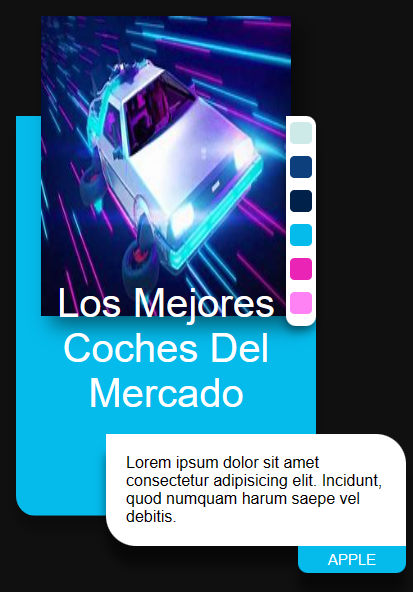 Los Mejores
Coches Del
Mercado
Lorem ipsum dolor sit amet
consectetur adipisicing elit. Incidunt,
quod numquam harum saepe vel
debitis.
APPLE